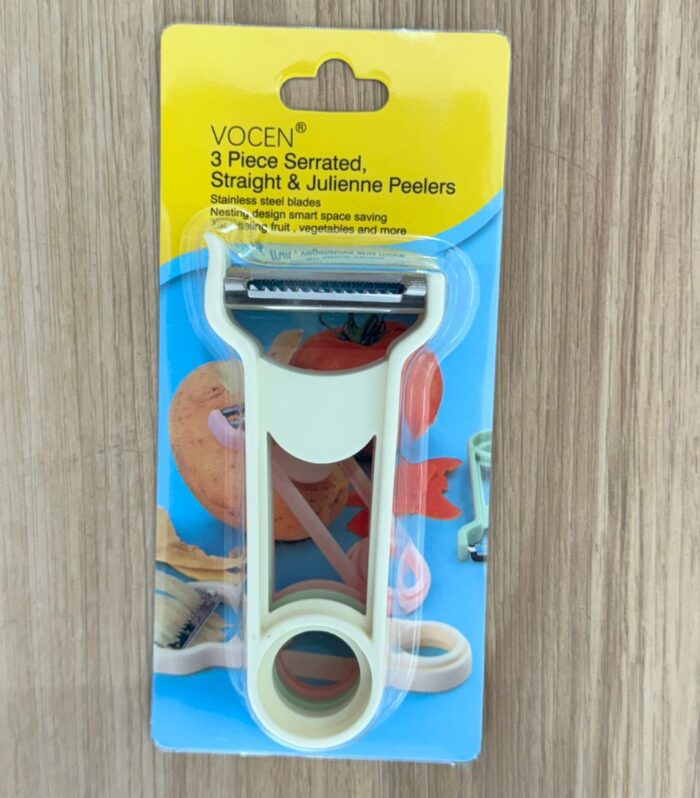 VOCEN®
3 Piece Serrated,
Straight & Julienne Peelers
Stainless steel blades
Nesting design smart space saving
fruit , vegetables and more